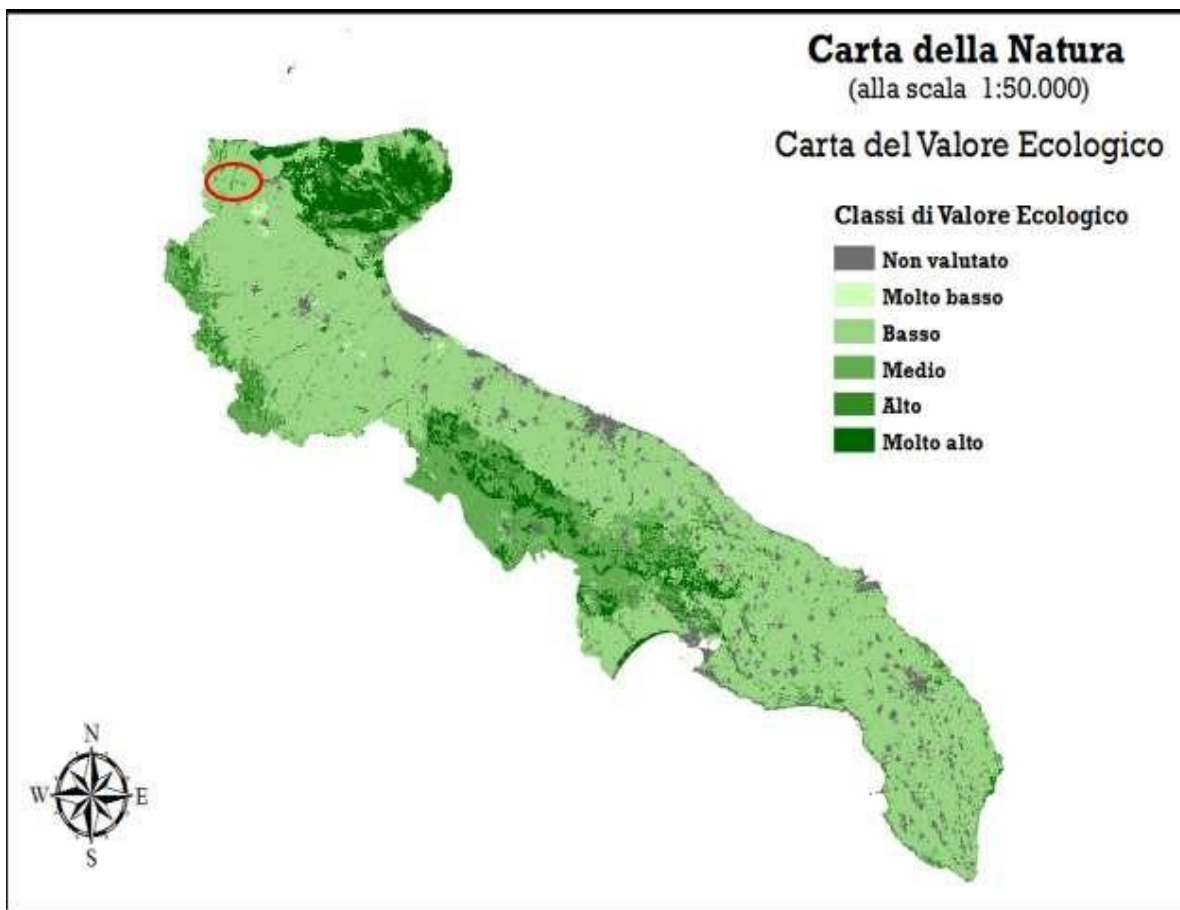 Carta della Natura
(alla scala 1:50.000)
Carta del Valore Ecologico
Classi di Valore Ecologico
Non valutato
Molto basso
Basso
Medio
Alto
Molto alto
N
W E
S